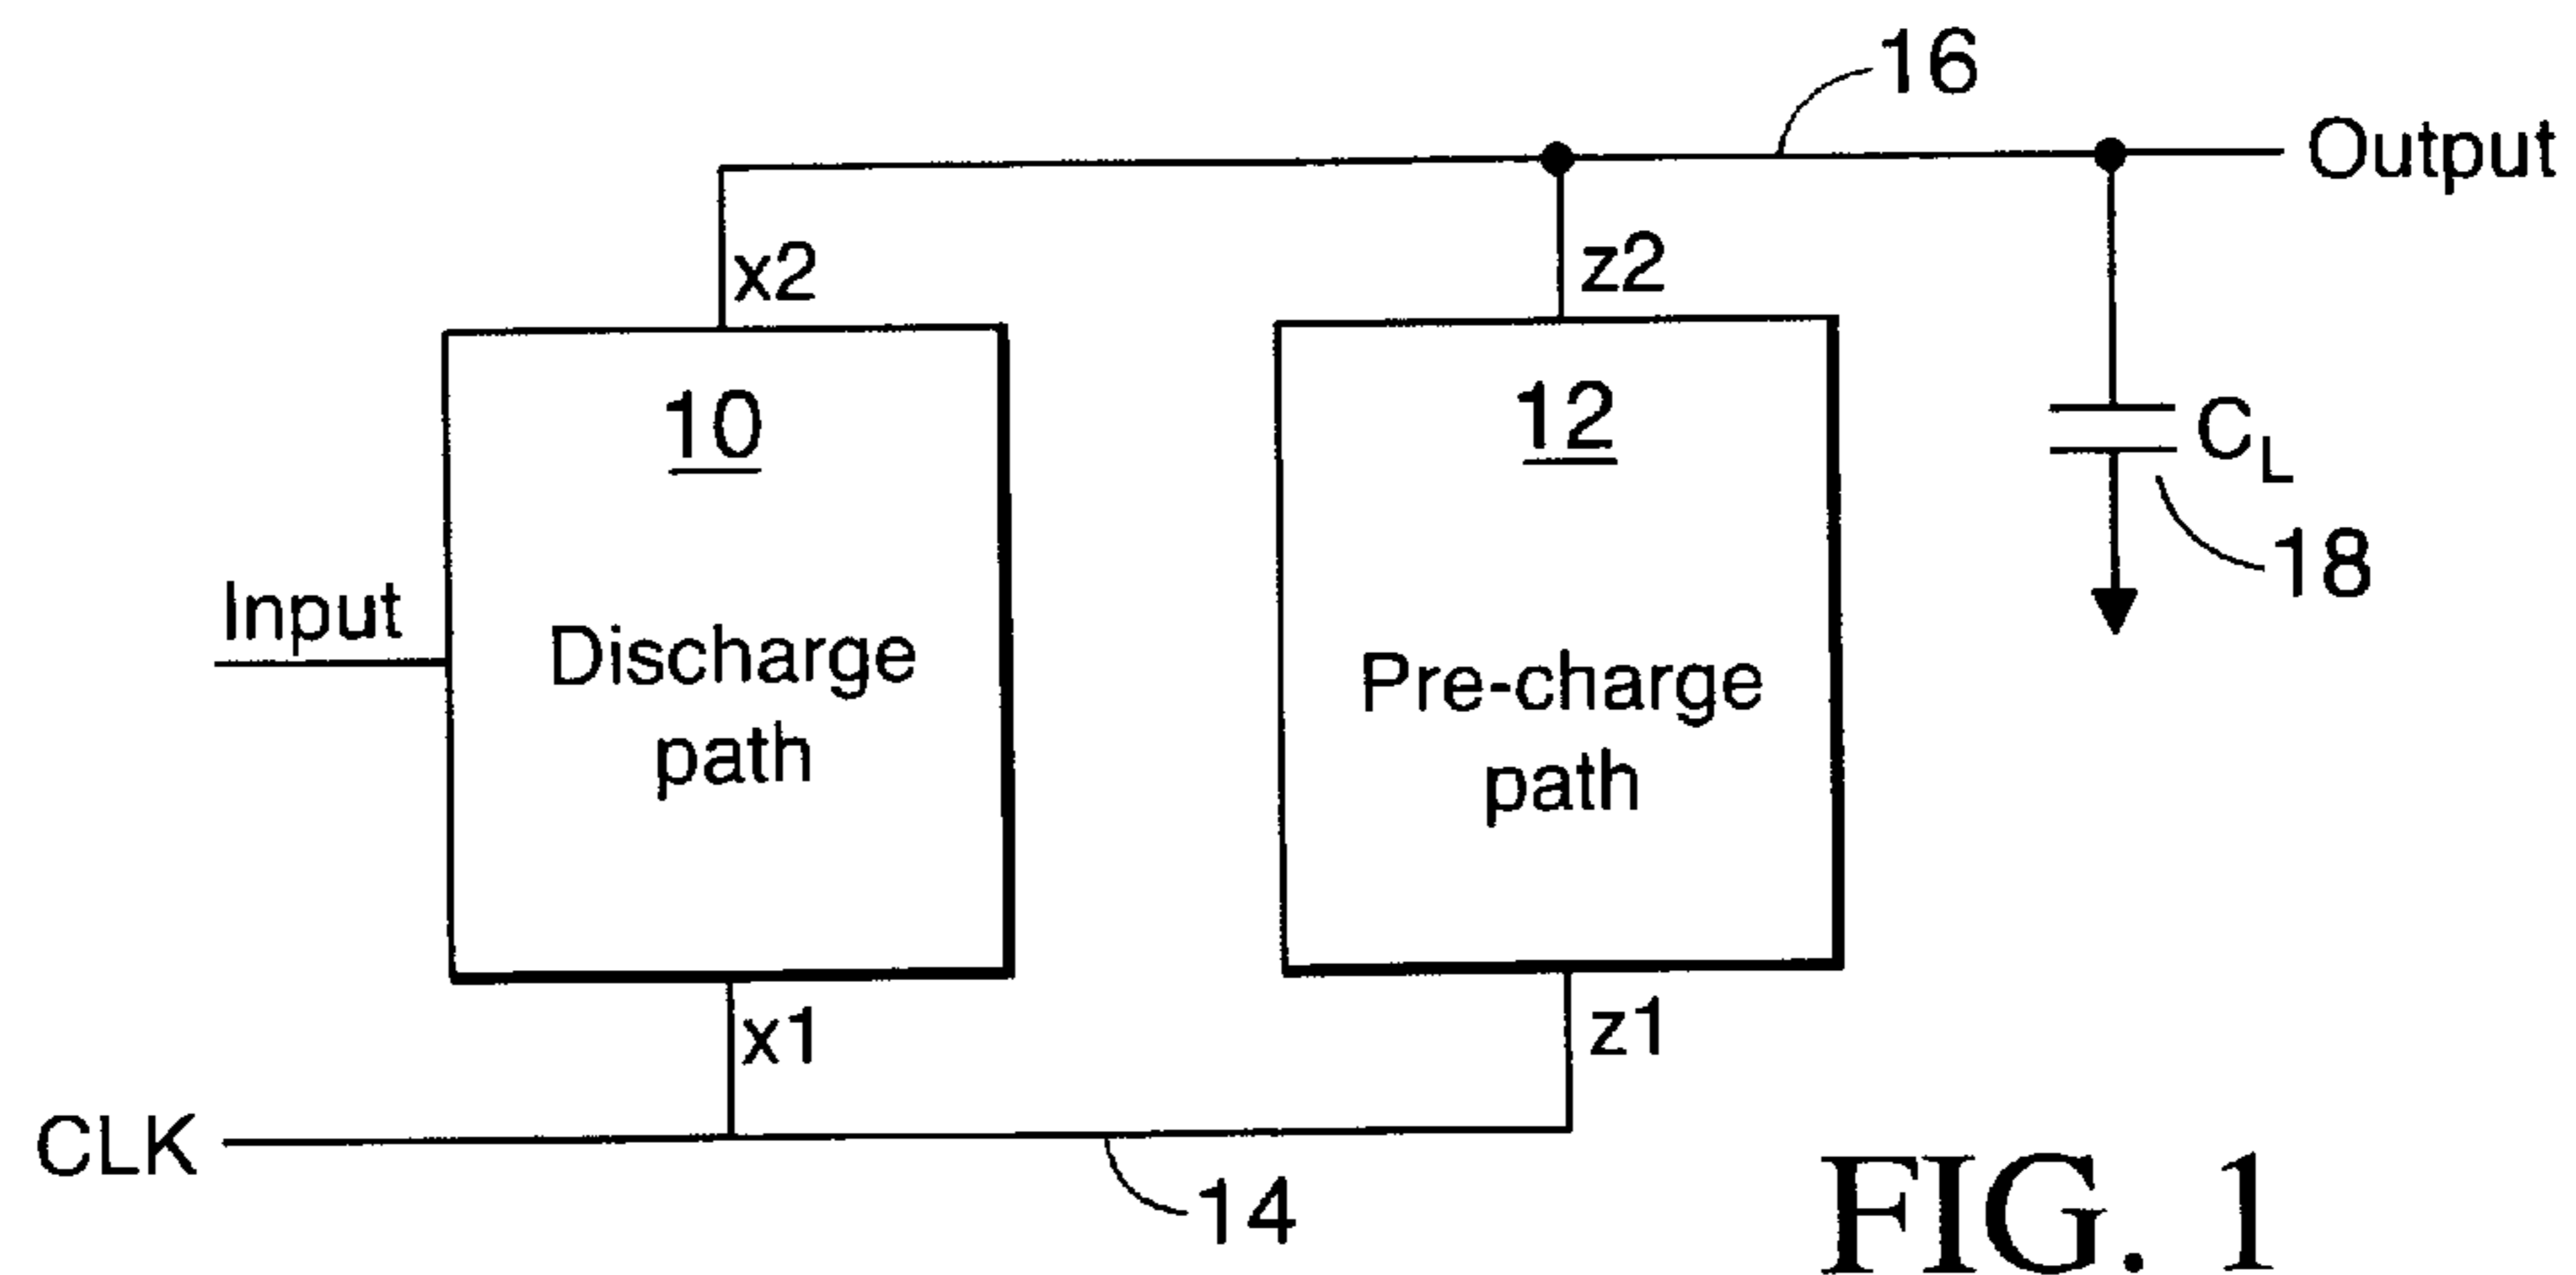 16
Output
x2
z2
10
12
C_L
18
Input
Discharge
path
Pre-charge
path
x1
z1
CLK
14
FIG. 1